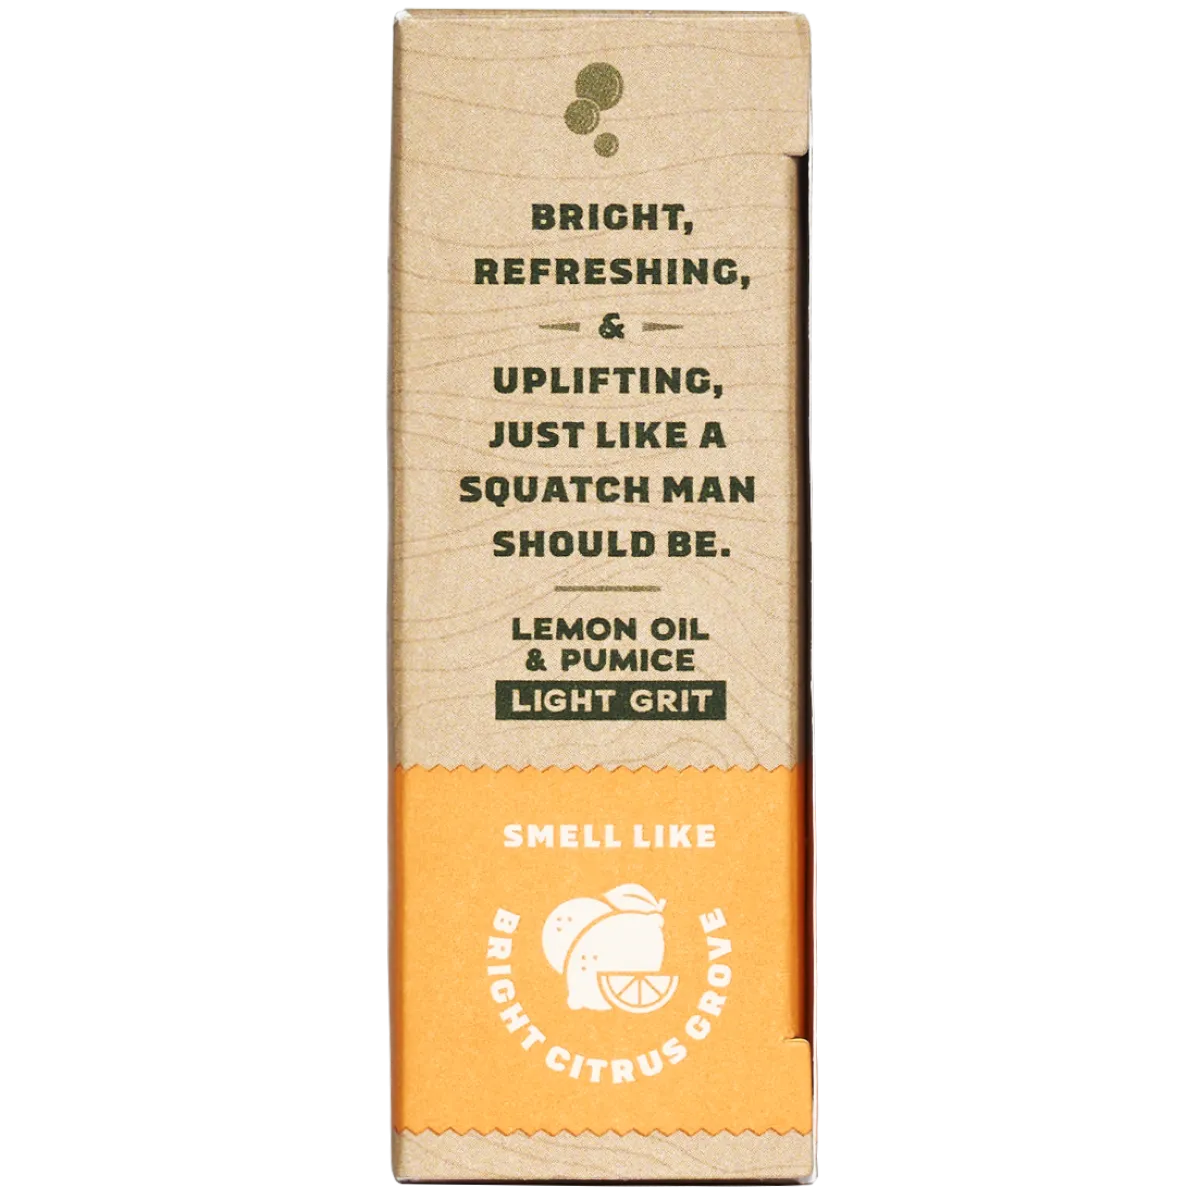 BRIGHT,
REFRESHING,
&
UPLIFTING,
JUST LIKE A
SQUATCH MAN
SHOULD BE.
LEMON OIL
& PUMICE
LIGHT GRIT
SMELL LIKE
BRIGHT CITRUS GROVE